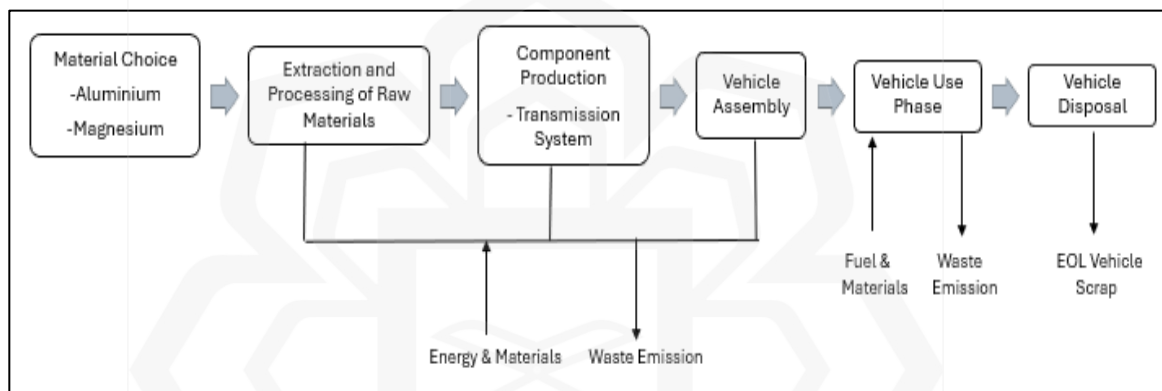 Material Choice
-Aluminium
-Magnesium
Extraction and
Processing of Raw
Materials
Component
Production
- Transmission
System
Vehicle
Assembly
Vehicle Use
Phase
Vehicle
Disposal
Energy & Materials
Waste Emission
Fuel &
Materials
Waste
Emission
EOL Vehicle
Scrap